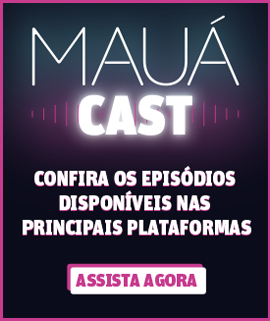 MAUÁ
CAST
CONFIRA OS EPISÓDIOS
DISPONÍVEIS NAS
PRINCIPAIS PLATAFORMAS
ASSISTA AGORA